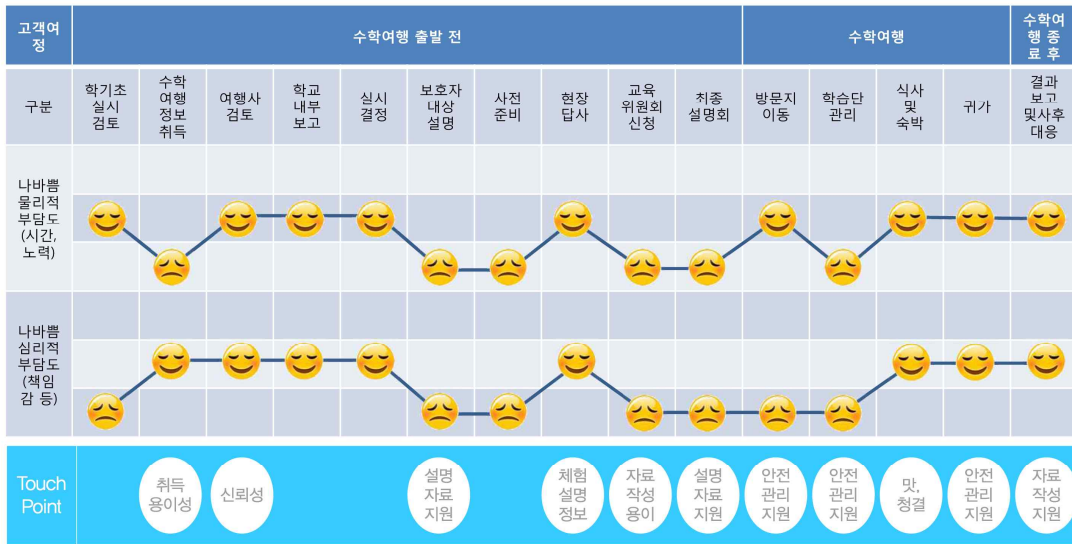 고객여
정
수학여행 출발 전
수학여행
수학여
행 종
료 후
구분
학기초
실시
검토
수학
여행
정보
취득
여행사
검토
학교
내부
보고
실시
결정
보호자
대상
설명
사전
준비
현장
답사
교육
위원회
신청
최종
설명회
방문지
이동
학습단
관리
식사
및
숙박
귀가
결과
보고
및사후
대응
나바쁨
물리적
부담도
(시간,
노력)
나바쁨
심리적
부담도
(책임
감 등)
Touch
Point
취득
용이성
신뢰성
설명
자료
지원
체험
설명
정보
자료
작성
용이
설명
자료
지원
안전
관리
지원
안전
관리
지원
맛,
청결
안전
관리
지원
자료
작성
지원